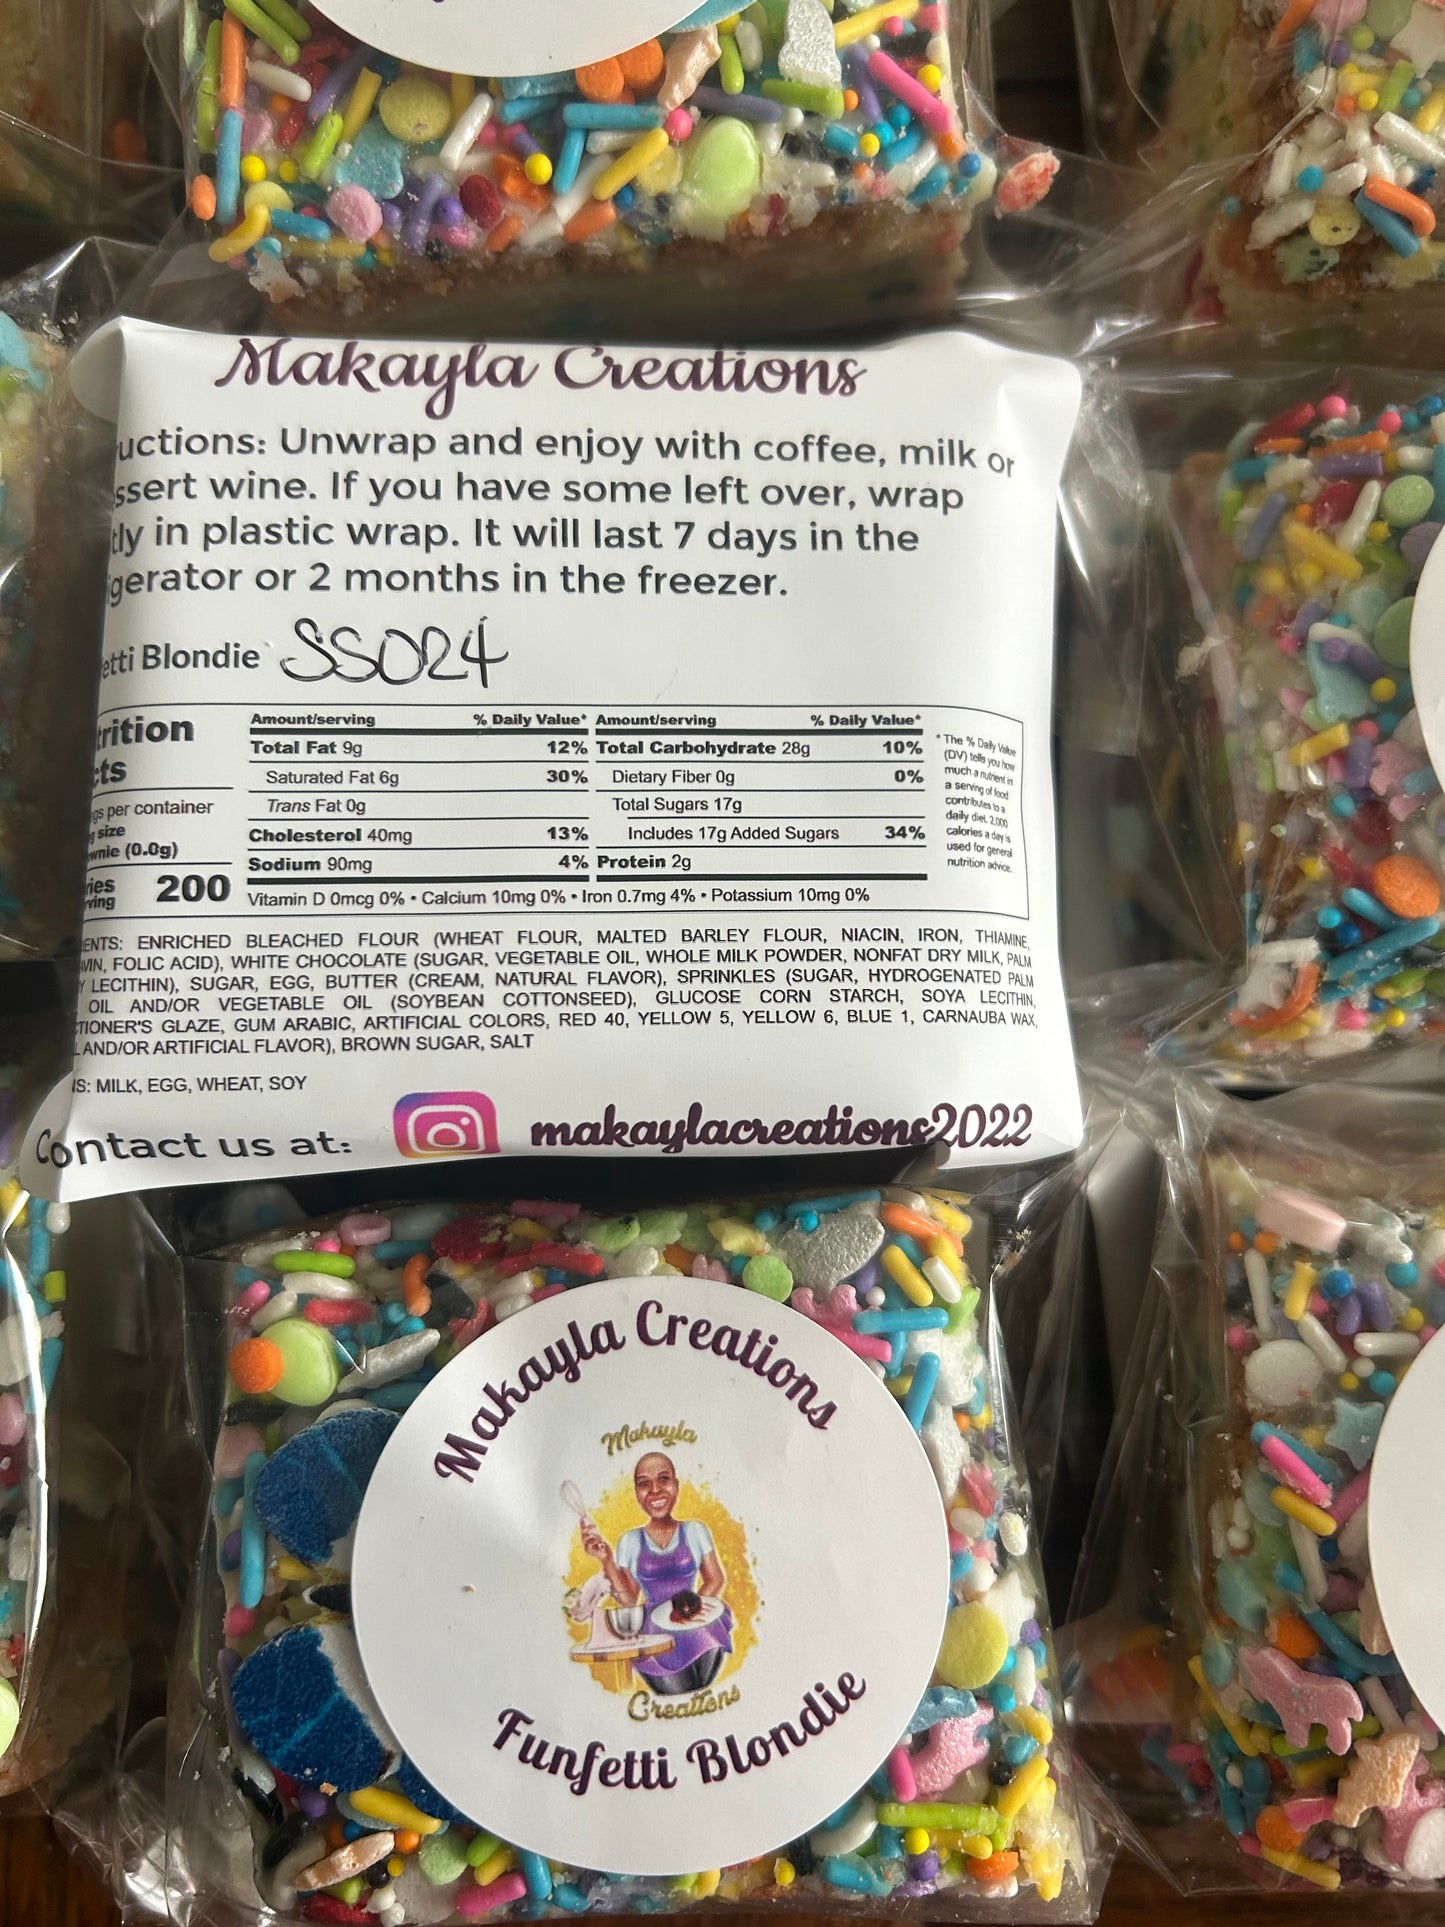 Makayla Creations
uctions: Unwrap and enjoy with coffee, milk or
ssert wine. If you have some left over, wrap
tly in plastic wrap. It will last 7 days in the
igerator or 2 months in the freezer.
etti Blondie SS024
trition
cts
gs per container
g size
wnie (0.0g)
ries
ving
200
Amount/serving % Daily Value* Amount/serving % Daily Value*
Total Fat 9g 12% Total Carbohydrate 28g 10%
Saturated Fat 6g 30% Dietary Fiber 0g 0%
Trans Fat 0g Total Sugars 17g
Cholesterol 40mg 13% Includes 17g Added Sugars 34%
Sodium 90mg 4% Protein 2g
Vitamin D 0mcg 0% • Calcium 10mg 0% • Iron 0.7mg 4% • Potassium 10mg 0%
* The % Daily Value
(DV) tells you how
much a nutrient in
a serving of food
contributes to a
daily diet. 2,000
calories a day is
used for general
nutrition advice.
ENTS: ENRICHED BLEACHED FLOUR (WHEAT FLOUR, MALTED BARLEY FLOUR, NIACIN, IRON, THIAMINE,
VIN, FOLIC ACID), WHITE CHOCOLATE (SUGAR, VEGETABLE OIL, WHOLE MILK POWDER, NONFAT DRY MILK, PALM
Y LECITHIN), SUGAR, EGG, BUTTER (CREAM, NATURAL FLAVOR), SPRINKLES (SUGAR, HYDROGENATED PALM
OIL AND/OR VEGETABLE OIL (SOYBEAN COTTONSEED), GLUCOSE CORN STARCH, SOYA LECITHIN,
TIONER'S GLAZE, GUM ARABIC, ARTIFICIAL COLORS, RED 40, YELLOW 5, YELLOW 6, BLUE 1, CARNAUBA WAX,
L AND/OR ARTIFICIAL FLAVOR), BROWN SUGAR, SALT
NS: MILK, EGG, WHEAT, SOY
Contact us at: makaylacreations2022
Makayla Creations
Makayla
Creations
Funfetti Blondie